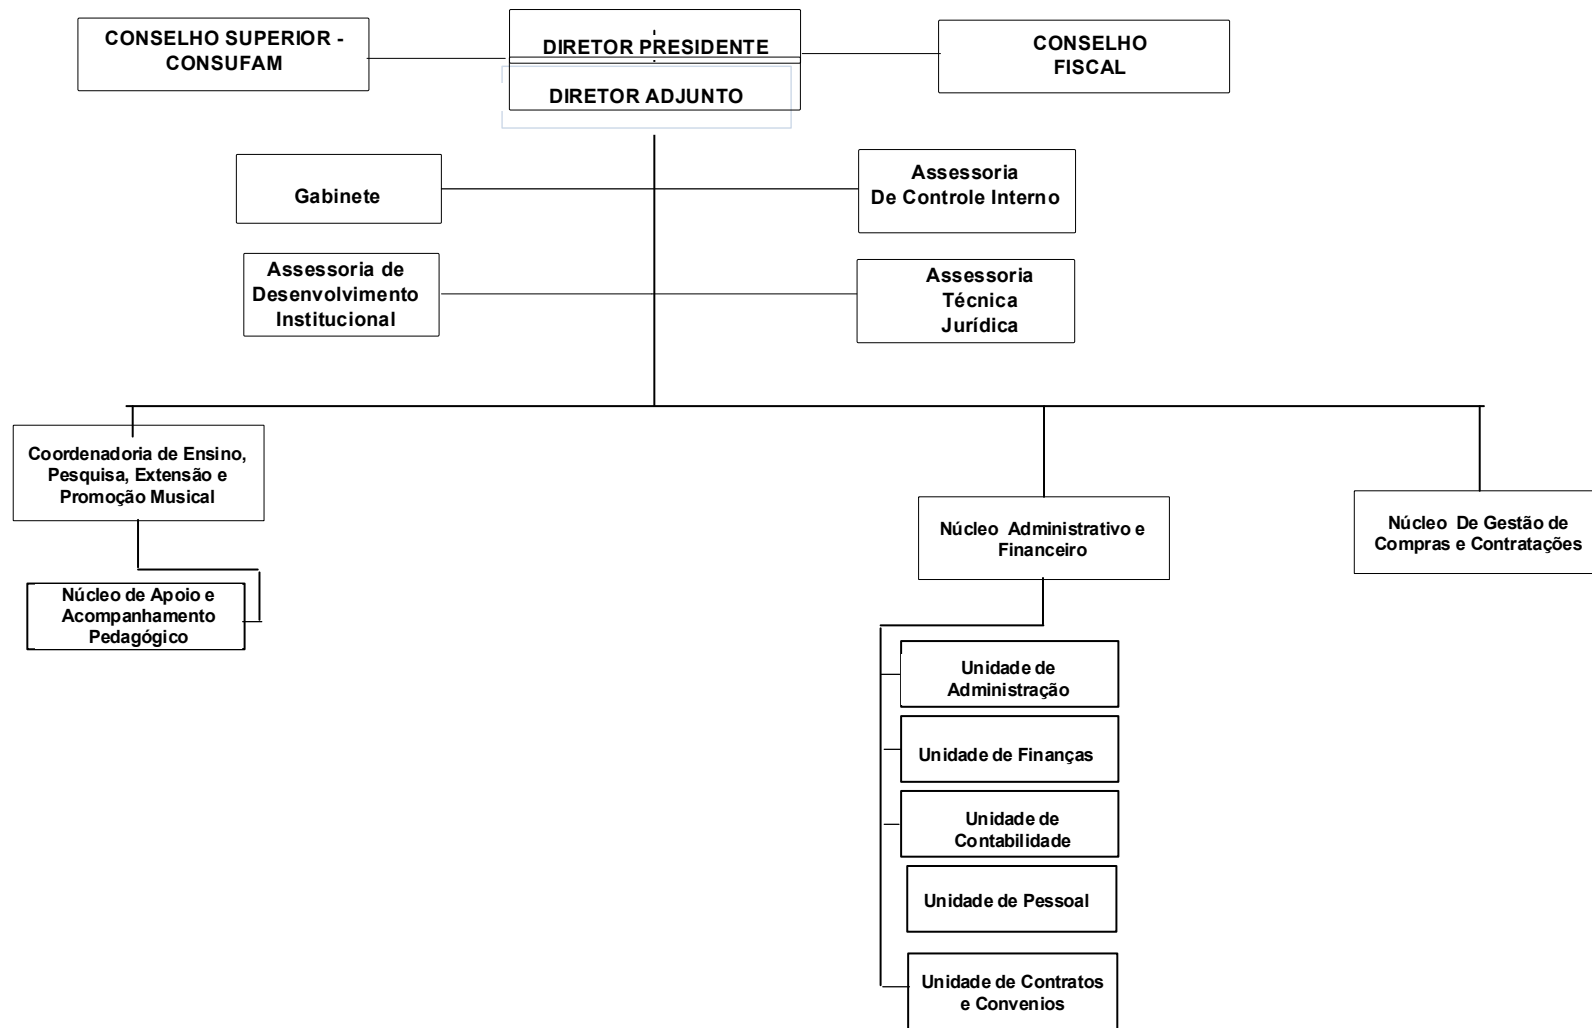 CONSELHO SUPERIOR -
CONSUFAM
DIRETOR PRESIDENTE
DIRETOR ADJUNTO
CONSELHO
FISCAL
Gabinete
Assessoria
De Controle Interno
Assessoria de
Desenvolvimento
Institucional
Assessoria
Técnica
Jurídica
Coordenadoria de Ensino,
Pesquisa, Extensão e
Promoção Musical
Núcleo de Apoio e
Acompanhamento
Pedagógico
Núcleo Administrativo e
Financeiro
Núcleo De Gestão de
Compras e Contratações
Unidade de
Administração
Unidade de Finanças
Unidade de
Contabilidade
Unidade de Pessoal
Unidade de Contratos
e Convenios